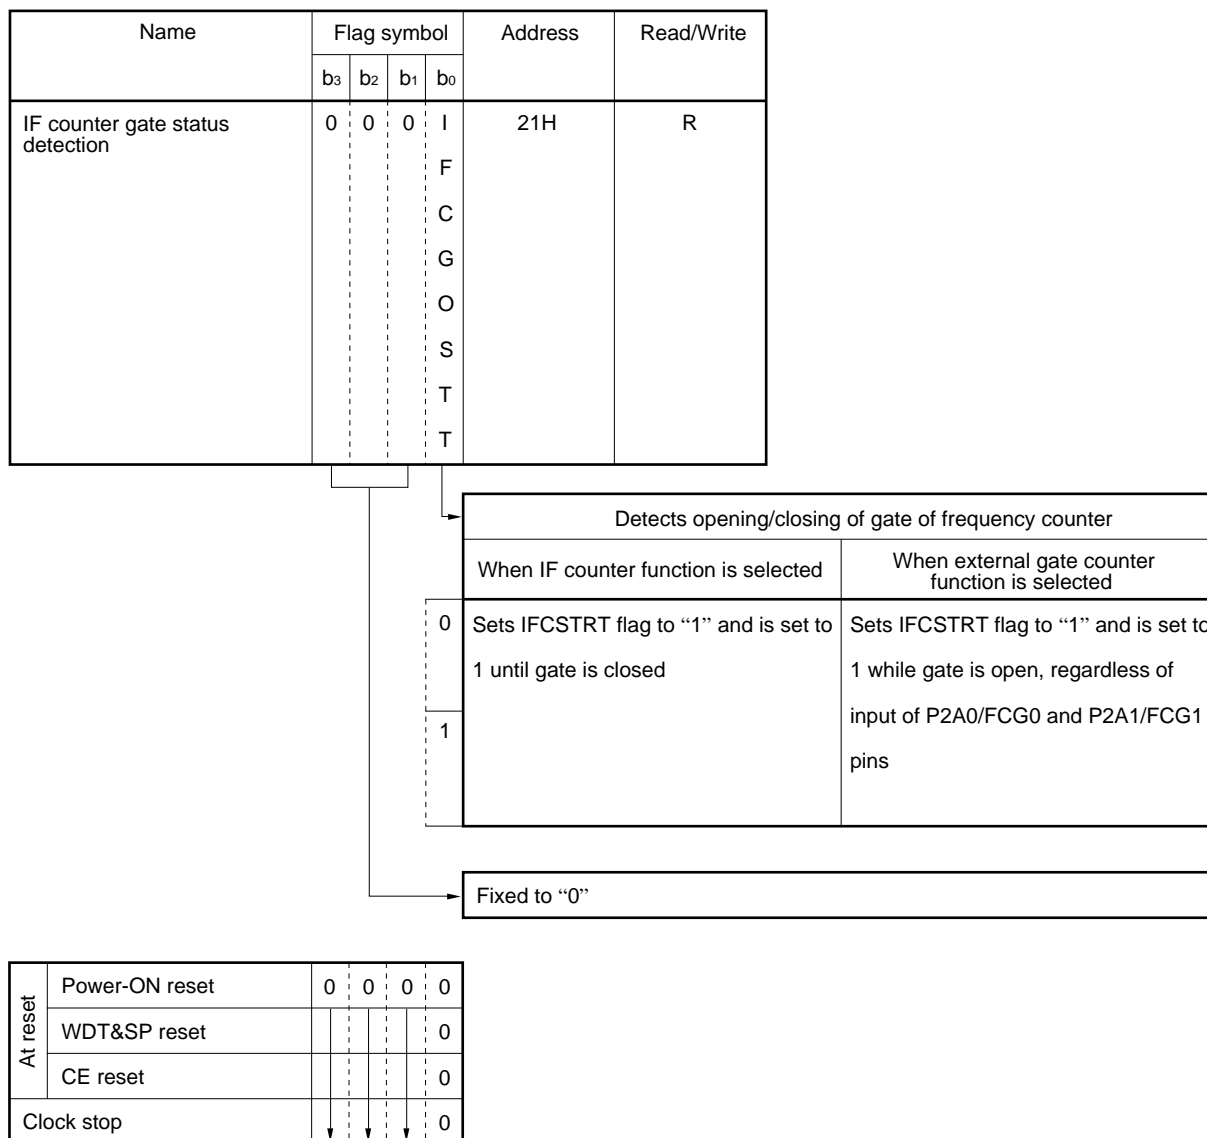 Name Flag symbol Address Read/Write
b3 b2 b1 b0
IF counter gate status 0 0 0 I 21H R
detection
F
C
G
O
S
T
T
Detects opening/closing of gate of frequency counter
When IF counter function is selected
When external gate counter
function is selected
0
Sets IFCSTRT flag to “1” and is set to
1 until gate is closed
Sets IFCSTRT flag to “1” and is set to
1 while gate is open, regardless of
input of P2A0/FCG0 and P2A1/FCG1
pins
1
Fixed to “0”
At reset
Power-ON reset 0 0 0 0
WDT&SP reset 0
CE reset 0
Clock stop 0